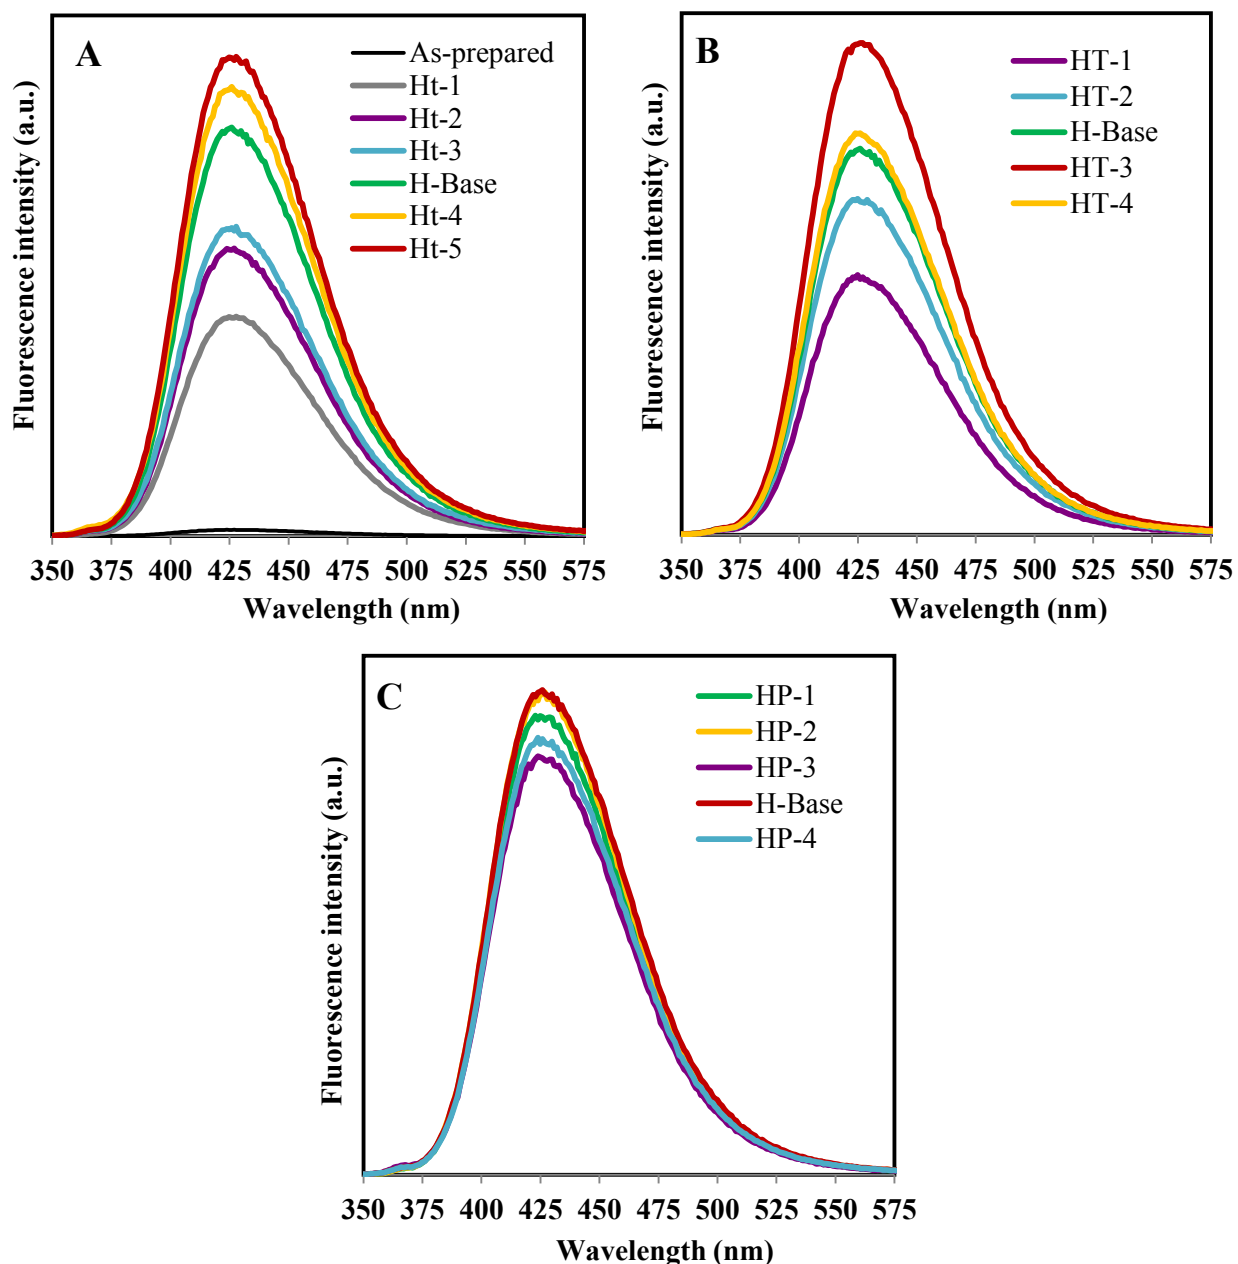 A
As-prepared
Ht-1
Ht-2
Ht-3
H-Base
Ht-4
Ht-5
Fluorescence intensity (a.u.)
350 375 400 425 450 475 500 525 550 575
Wavelength (nm)
B
HT-1
HT-2
H-Base
HT-3
HT-4
Fluorescence intensity (a.u.)
350 375 400 425 450 475 500 525 550 575
Wavelength (nm)
C
HP-1
HP-2
HP-3
H-Base
HP-4
Fluorescence intensity (a.u.)
350 375 400 425 450 475 500 525 550 575
Wavelength (nm)